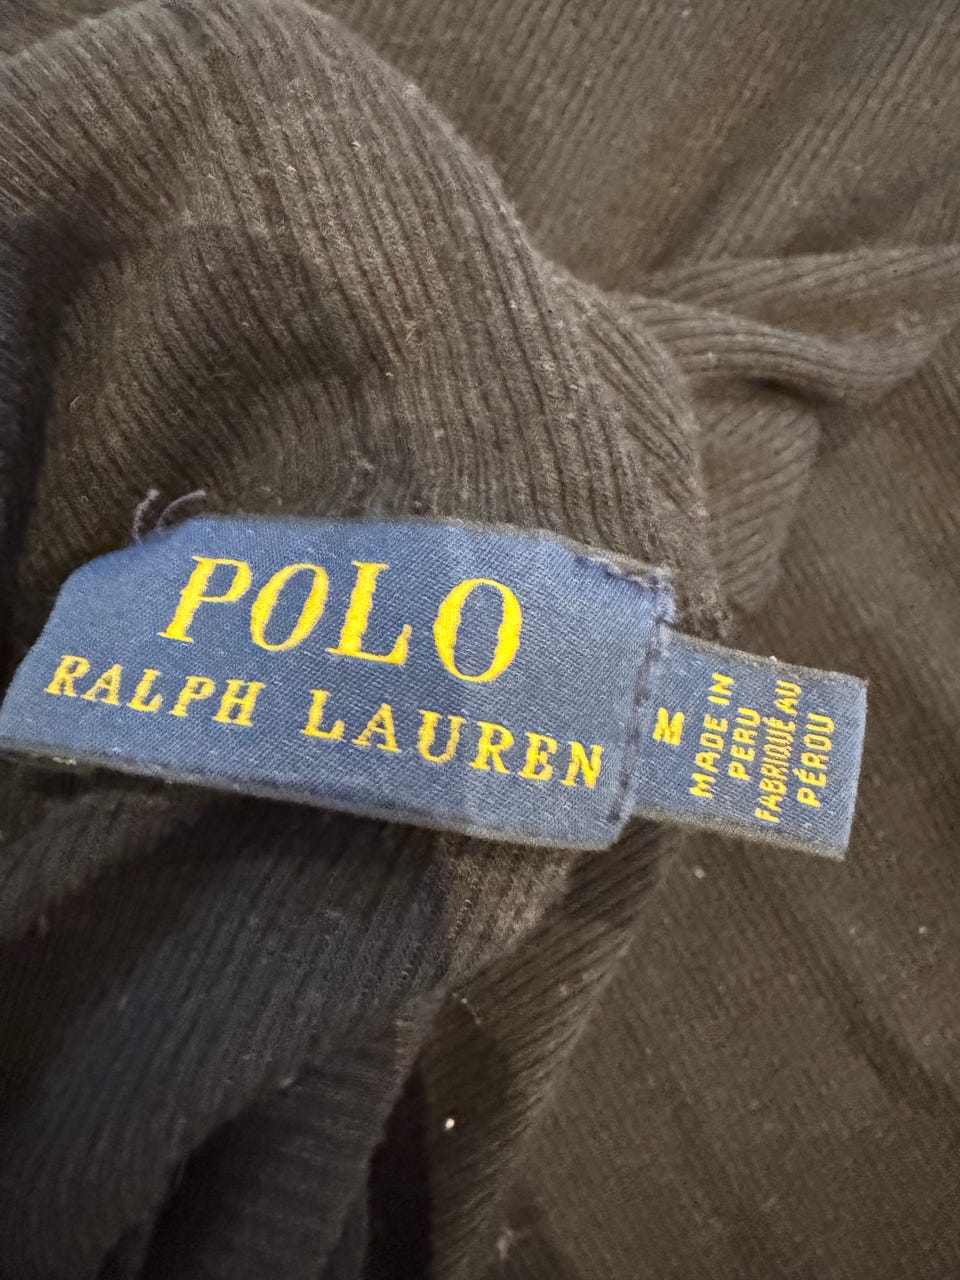 POLO
RALPH LAUREN
M
MADE IN
PERU
FABRIQUÉ AU
PÉROU